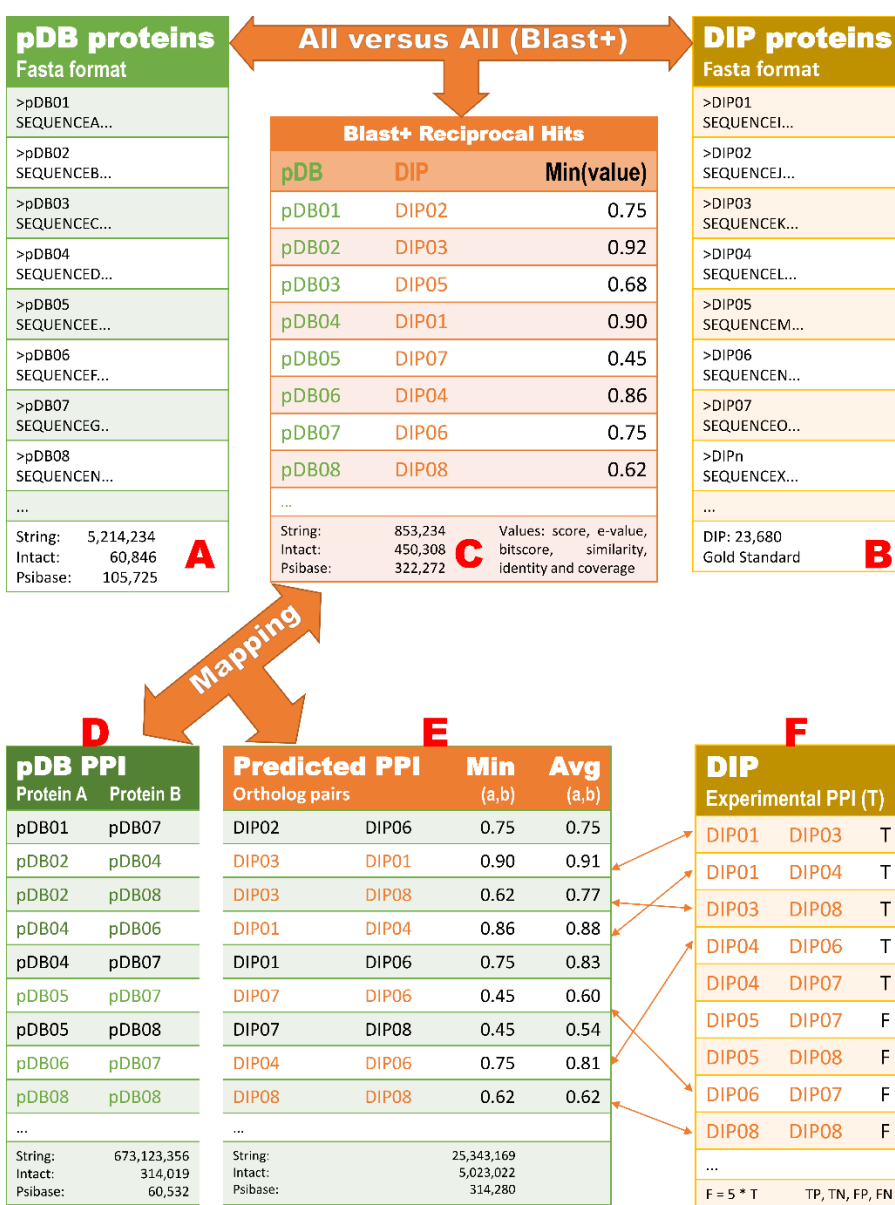 pDB proteins
Fasta format
>pDB01
SEQUENCEA...
>pDB02
SEQUENCEB...
>pDB03
SEQUENCEC...
>pDB04
SEQUENCED...
>pDB05
SEQUENCEE...
>pDB06
SEQUENCEF...
>pDB07
SEQUENCEG..
>pDB08
SEQUENCEN...
...
String: 5,214,234
Intact: 60,846
Psibase: 105,725
A
All versus All (Blast+)
Blast+ Reciprocal Hits
pDB DIP Min(value)
pDB01 DIP02 0.75
pDB02 DIP03 0.92
pDB03 DIP05 0.68
pDB04 DIP01 0.90
pDB05 DIP07 0.45
pDB06 DIP04 0.86
pDB07 DIP06 0.75
pDB08 DIP08 0.62
...
String: 853,234
Intact: 450,308
Psibase: 322,272
C
Values: score, e-value,
bitscore, similarity,
identity and coverage
DIP proteins
Fasta format
>DIP01
SEQUENCEI...
>DIP02
SEQUENCEJ...
>DIP03
SEQUENCEK...
>DIP04
SEQUENCEL...
>DIP05
SEQUENCEM...
>DIP06
SEQUENCEN...
>DIP07
SEQUENCEO...
>DIPn
SEQUENCEX...
...
DIP: 23,680
Gold Standard
B
Mapping
D
pDB PPI
Protein A Protein B
pDB01 pDB07
pDB02 pDB04
pDB02 pDB08
pDB04 pDB06
pDB04 pDB07
pDB05 pDB07
pDB05 pDB08
pDB06 pDB07
pDB08 pDB08
...
String: 673,123,356
Intact: 314,019
Psibase: 60,532
E
Predicted PPI Min Avg
Ortholog pairs (a,b) (a,b)
DIP02 DIP06 0.75 0.75
DIP03 DIP01 0.90 0.91
DIP03 DIP08 0.62 0.77
DIP01 DIP04 0.86 0.88
DIP01 DIP06 0.75 0.83
DIP07 DIP06 0.45 0.60
DIP07 DIP08 0.45 0.54
DIP04 DIP06 0.75 0.81
DIP08 DIP08 0.62 0.62
...
String: 25,343,169
Intact: 5,023,022
Psibase: 314,280
F
DIP
Experimental PPI (T)
DIP01 DIP03 T
DIP01 DIP04 T
DIP03 DIP08 T
DIP04 DIP06 T
DIP04 DIP07 T
DIP05 DIP07 F
DIP05 DIP08 F
DIP06 DIP07 F
DIP08 DIP08 F
...
F = 5 * T TP, TN, FP, FN